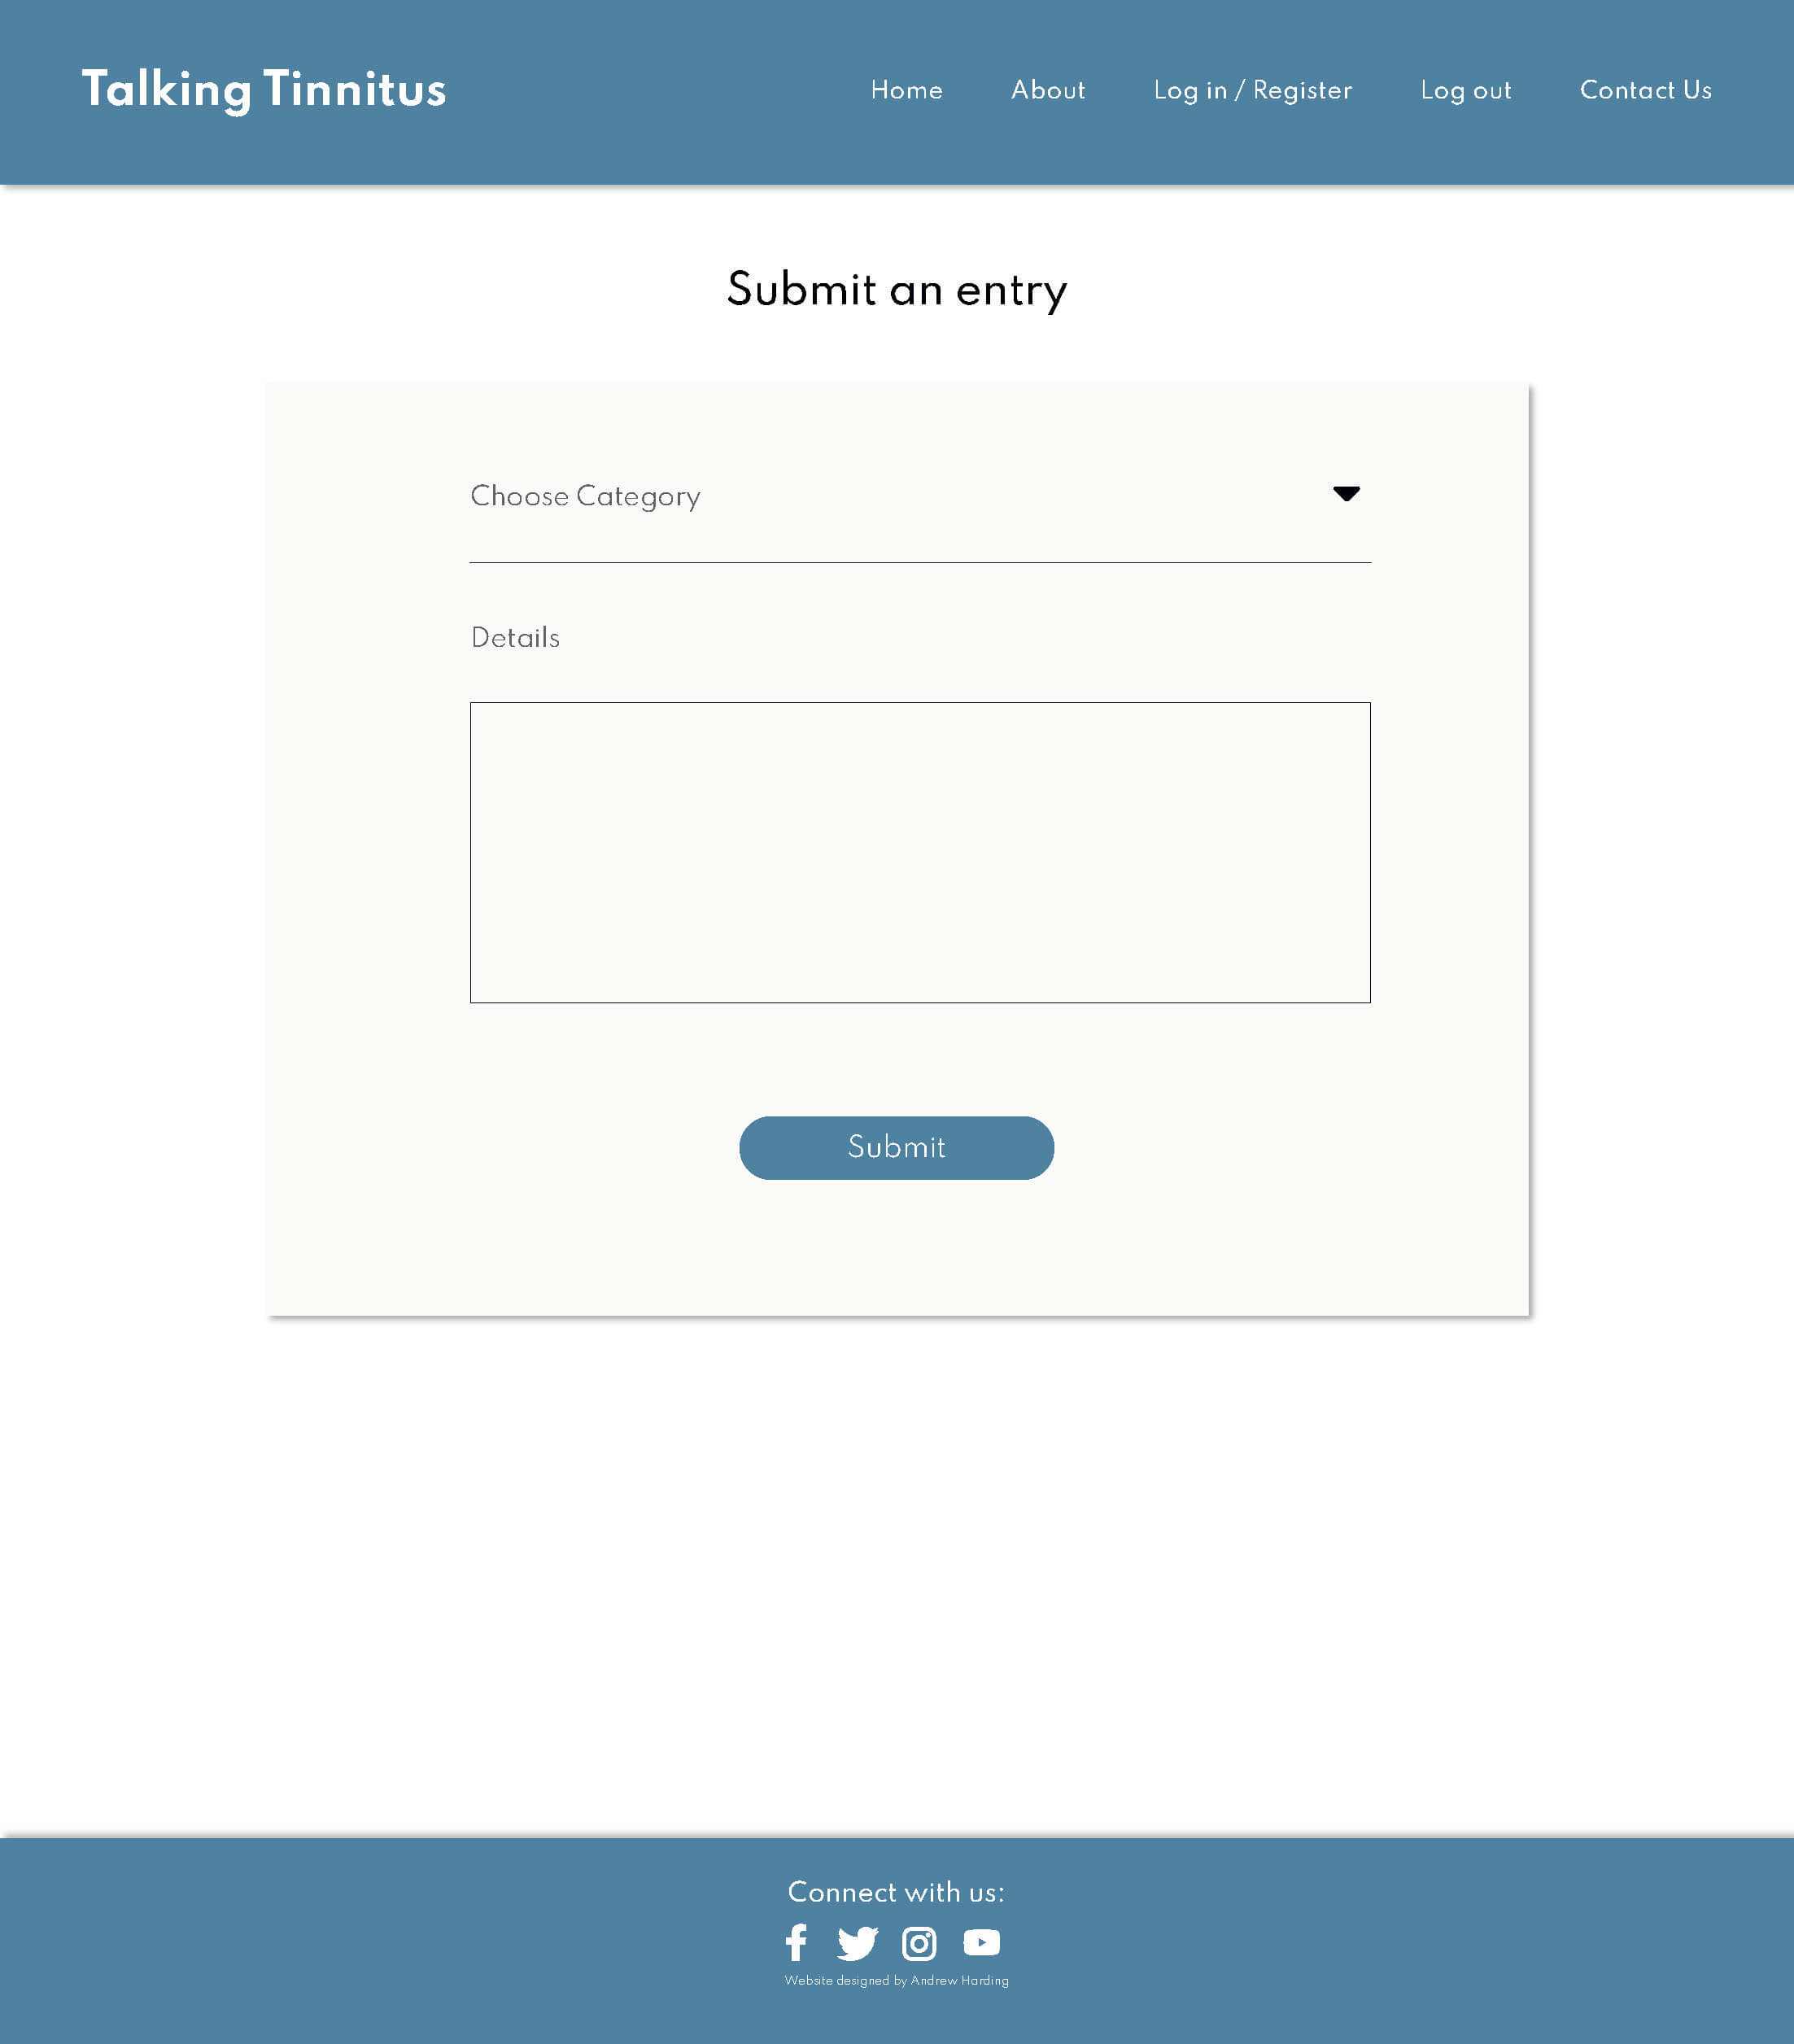 Talking Tinnitus
Home About Log in / Register Log out Contact Us
Submit an entry
Choose Category
Details
Submit
Connect with us:
Website designed by Andrew Harding